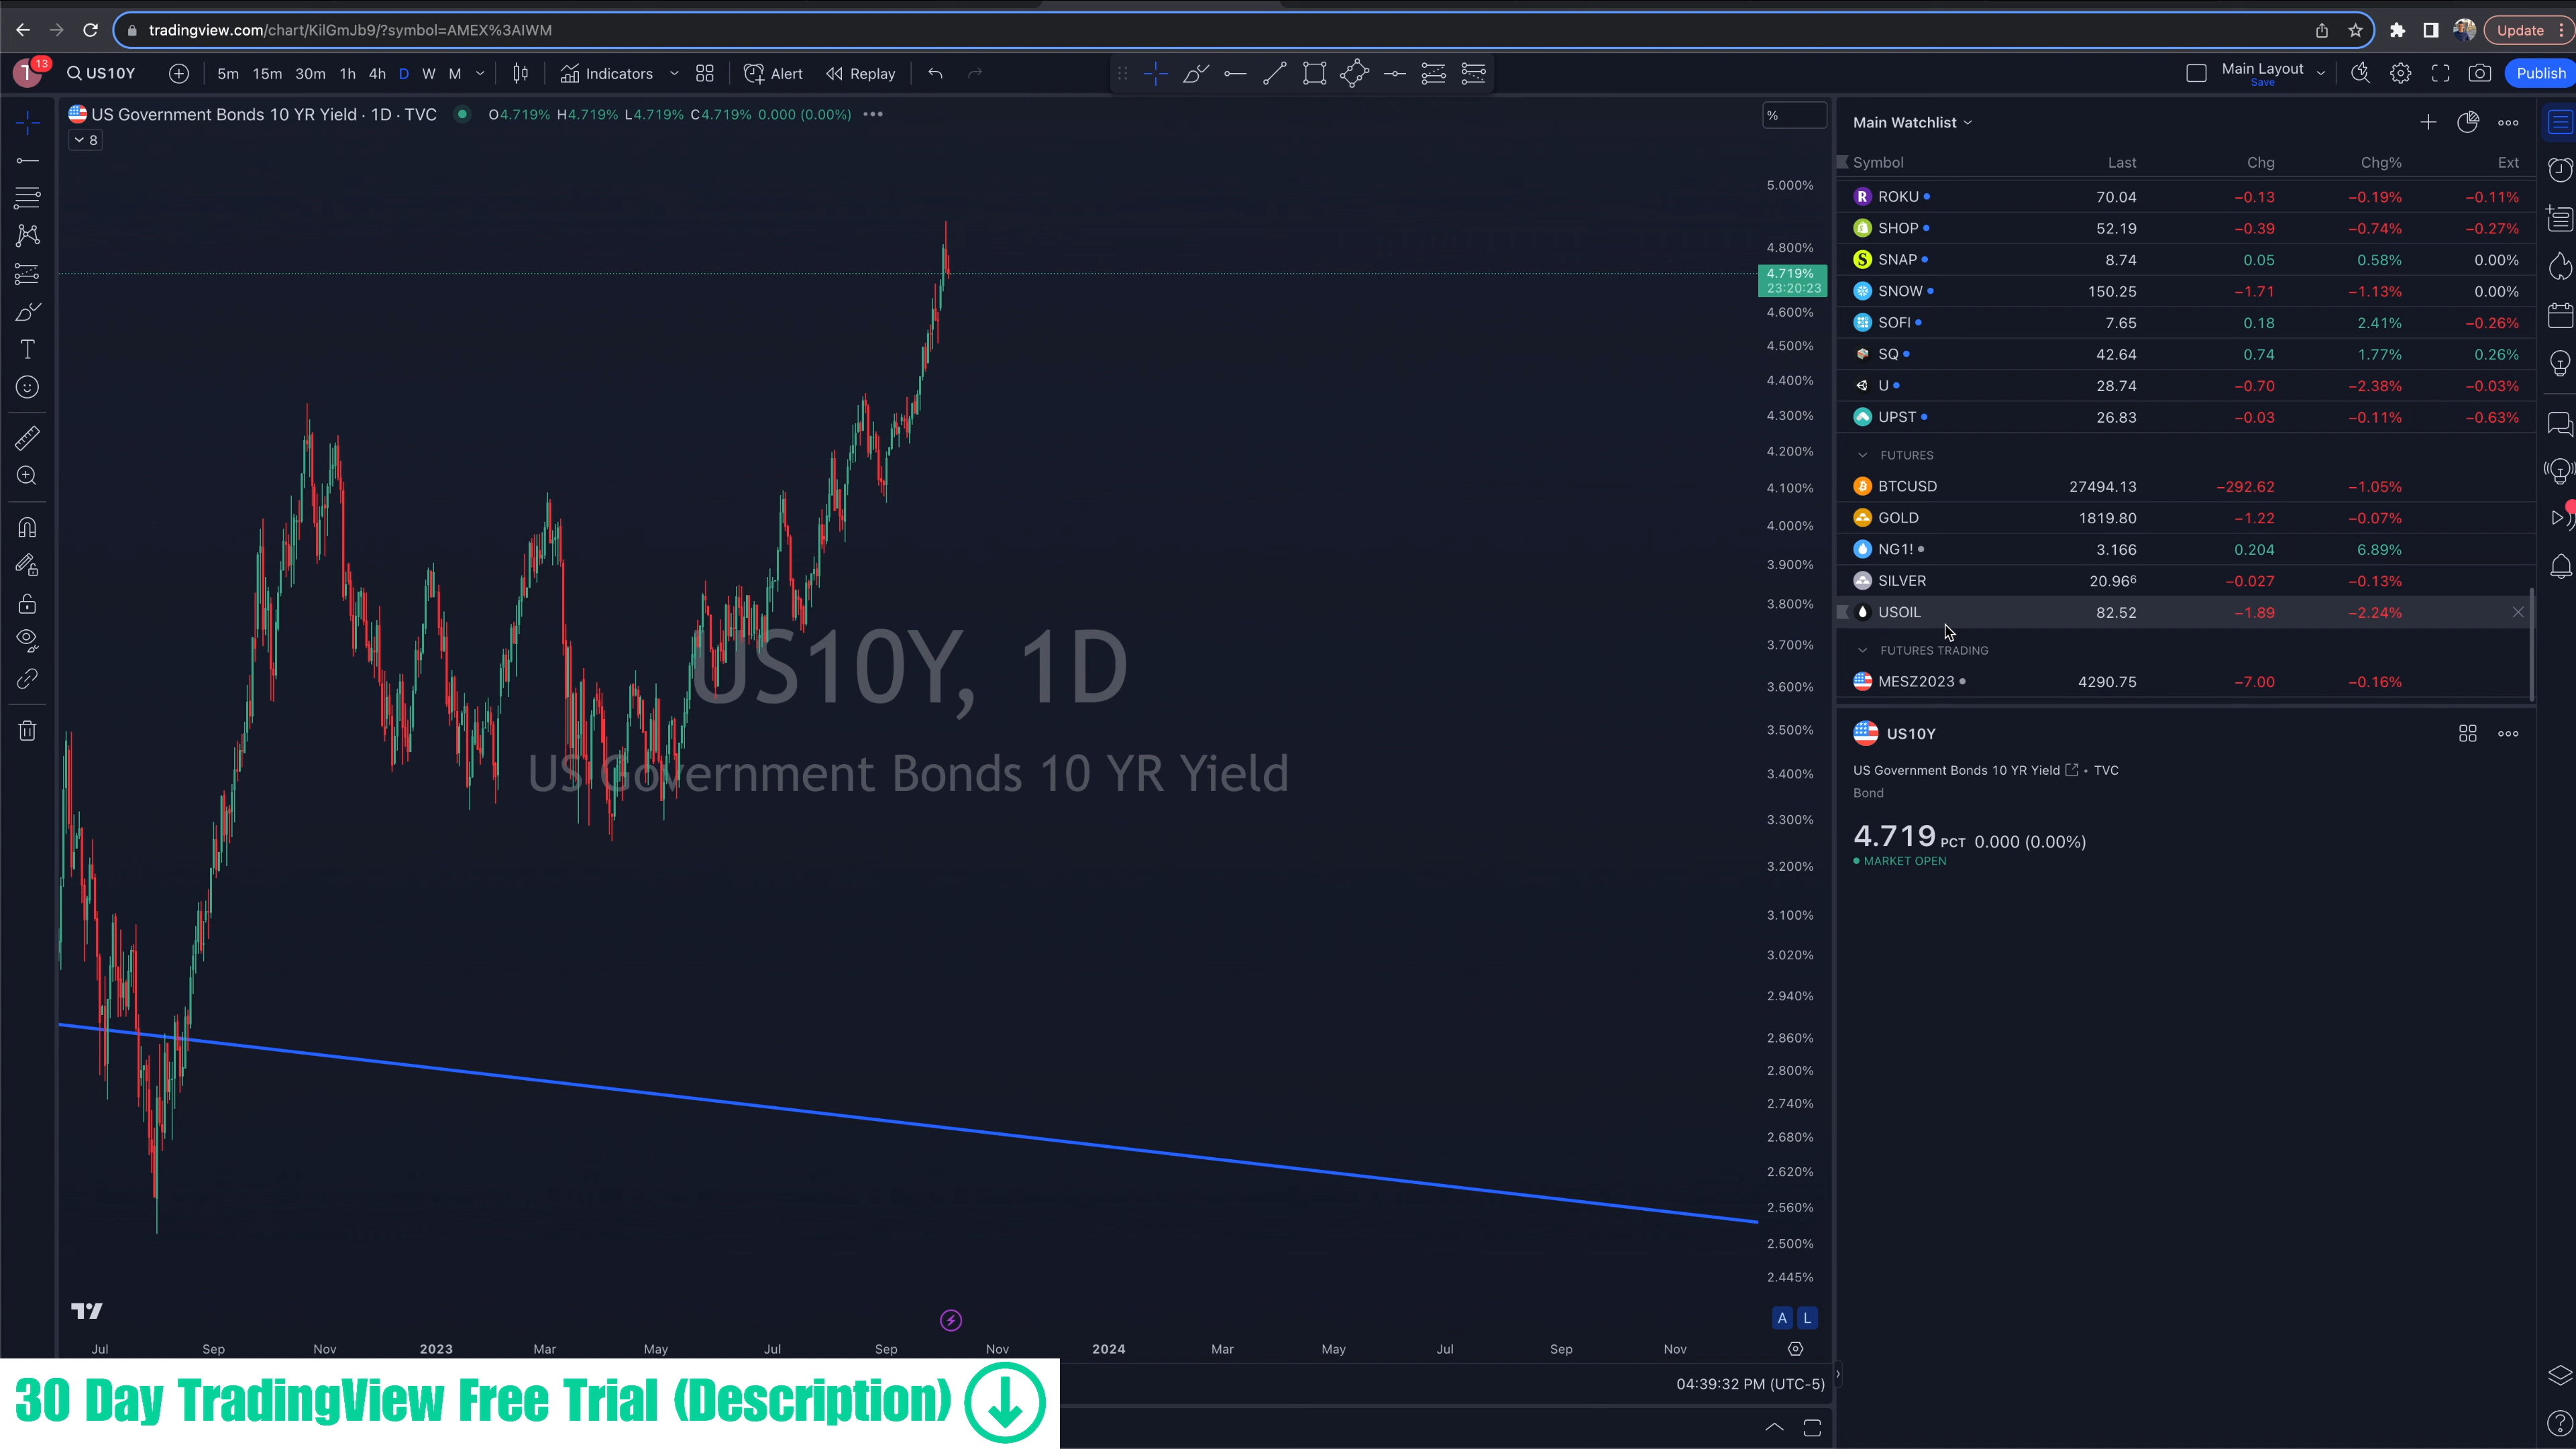 tradingview.com/chart/KilGmJb9/?symbol=AMEX%3AIWM
Update
T 13 US10Y 5m 15m 30m 1h 4h D W M Indicators Alert Replay Main Layout Save Publish
US Government Bonds 10 YR Yield · 1D · TVC O4.719% H4.719% L4.719% C4.719% 0.000 (0.00%)
8
%
5.000%
4.800%
4.719%
23:20:23
4.600%
4.500%
4.400%
4.300%
4.200%
4.100%
4.000%
3.900%
3.800%
3.700%
3.600%
3.500%
3.400%
3.300%
3.200%
3.100%
3.020%
2.940%
2.860%
2.800%
2.740%
2.680%
2.620%
2.560%
2.500%
2.445%
US10Y, 1D
US Government Bonds 10 YR Yield
A L
Jul Sep Nov 2023 Mar May Jul Sep Nov 2024 Mar May Jul Sep Nov
04:39:32 PM (UTC-5)
30 Day TradingView Free Trial (Description)
Main Watchlist
Symbol Last Chg Chg% Ext
ROKU 70.04 −0.13 −0.19% −0.11%
SHOP 52.19 −0.39 −0.74% −0.27%
SNAP 8.74 0.05 0.58% 0.00%
SNOW 150.25 −1.71 −1.13% 0.00%
SOFI 7.65 0.18 2.41% −0.26%
SQ 42.64 0.74 1.77% 0.26%
U 28.74 −0.70 −2.38% −0.03%
UPST 26.83 −0.03 −0.11% −0.63%
FUTURES
BTCUSD 27494.13 −292.62 −1.05%
GOLD 1819.80 −1.22 −0.07%
NG1! 3.166 0.204 6.89%
SILVER 20.96⁶ −0.027 −0.13%
USOIL 82.52 −1.89 −2.24%
FUTURES TRADING
MESZ2023 4290.75 −7.00 −0.16%
US10Y
US Government Bonds 10 YR Yield • TVC
Bond
4.719 PCT 0.000 (0.00%)
MARKET OPEN